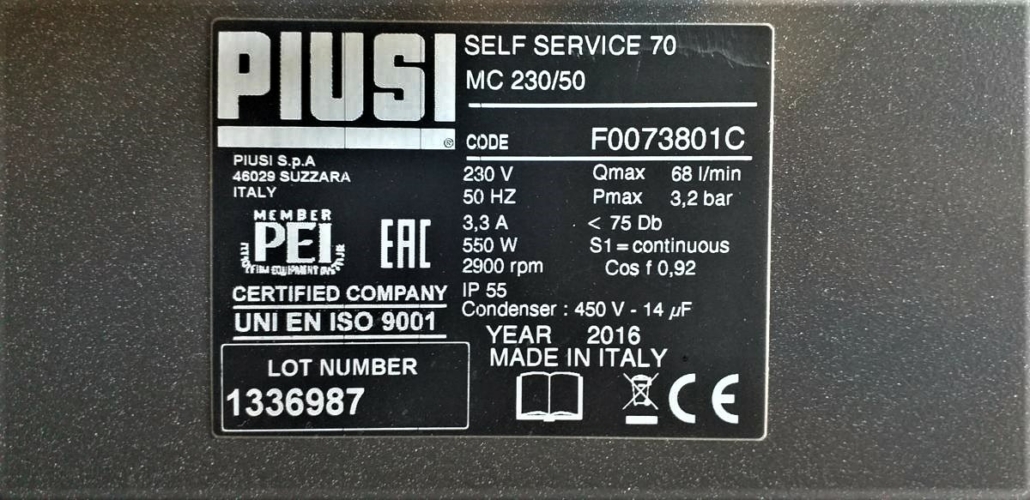 PIUSI
®
SELF SERVICE 70
MC 230/50
CODE F0073801C
PIUSI S.p.A
46029 SUZZARA
ITALY
230 V Qmax 68 l/min
50 HZ Pmax 3,2 bar
3,3 A < 75 Db
550 W S1 = continuous
2900 rpm Cos f 0,92
IP 55
Condenser : 450 V - 14 µF
YEAR 2016
MADE IN ITALY
MEMBER
PEI
EAC
CERTIFIED COMPANY
UNI EN ISO 9001
LOT NUMBER
1336987
CE